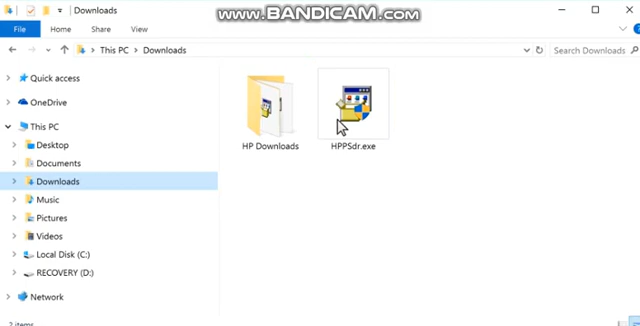 Downloads
www.BANDICAM.com
File
Home
Share
View
This PC
Downloads
Search Downloads
Quick access
OneDrive
This PC
Desktop
Documents
Downloads
Music
Pictures
Videos
Local Disk (C:)
RECOVERY (D:)
Network
HP Downloads
HPPSdr.exe
2 items